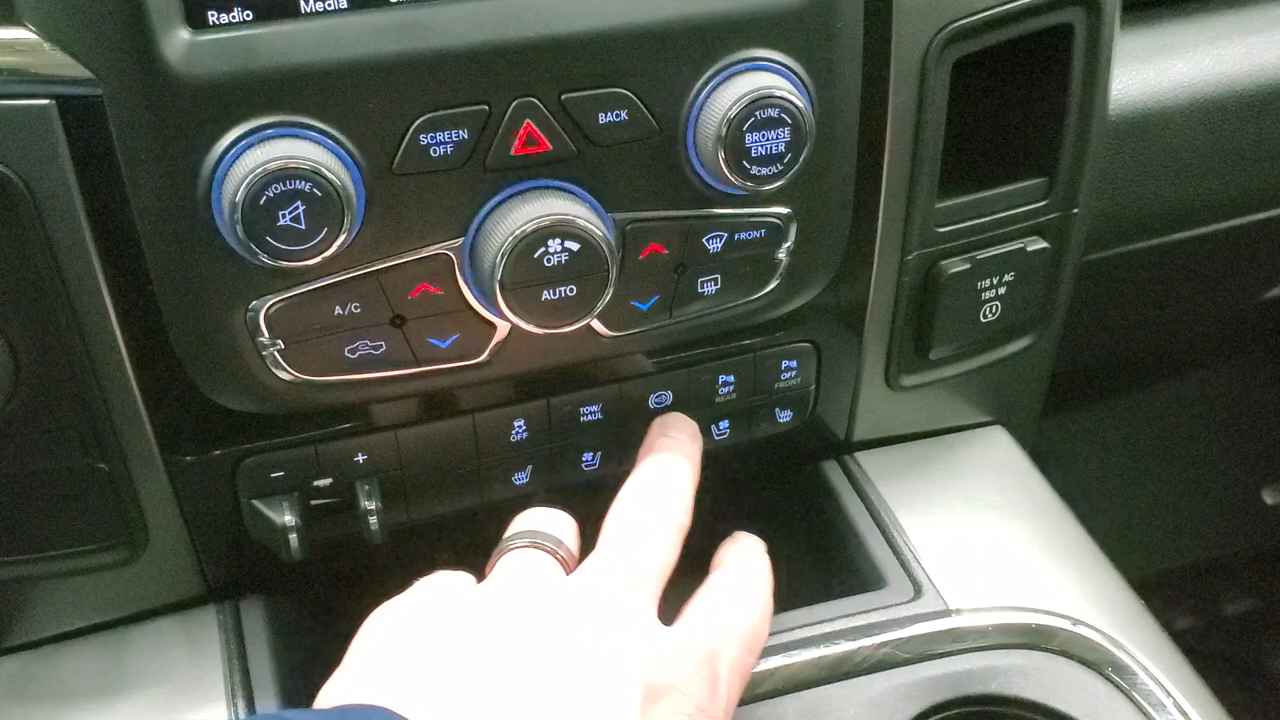 Radio
Media
SCREEN
OFF
BACK
TUNE
BROWSE
ENTER
SCROLL
VOLUME
OFF
AUTO
FRONT
A/C
115 V AC
150 W
OFF
TOW/
HAUL
P
OFF
REAR
P
OFF
FRONT
- +